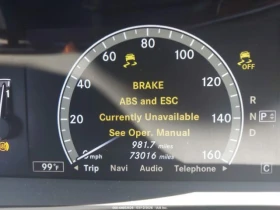 80
60 100
40 120
20 140
0 160
mph
OFF
BRAKE
ABS and ESC
Currently Unavailable
See Oper. Manual
981.7 miles
73016 miles
R
N
D
P
1
99°F
Trip Navi Audio Telephone
C